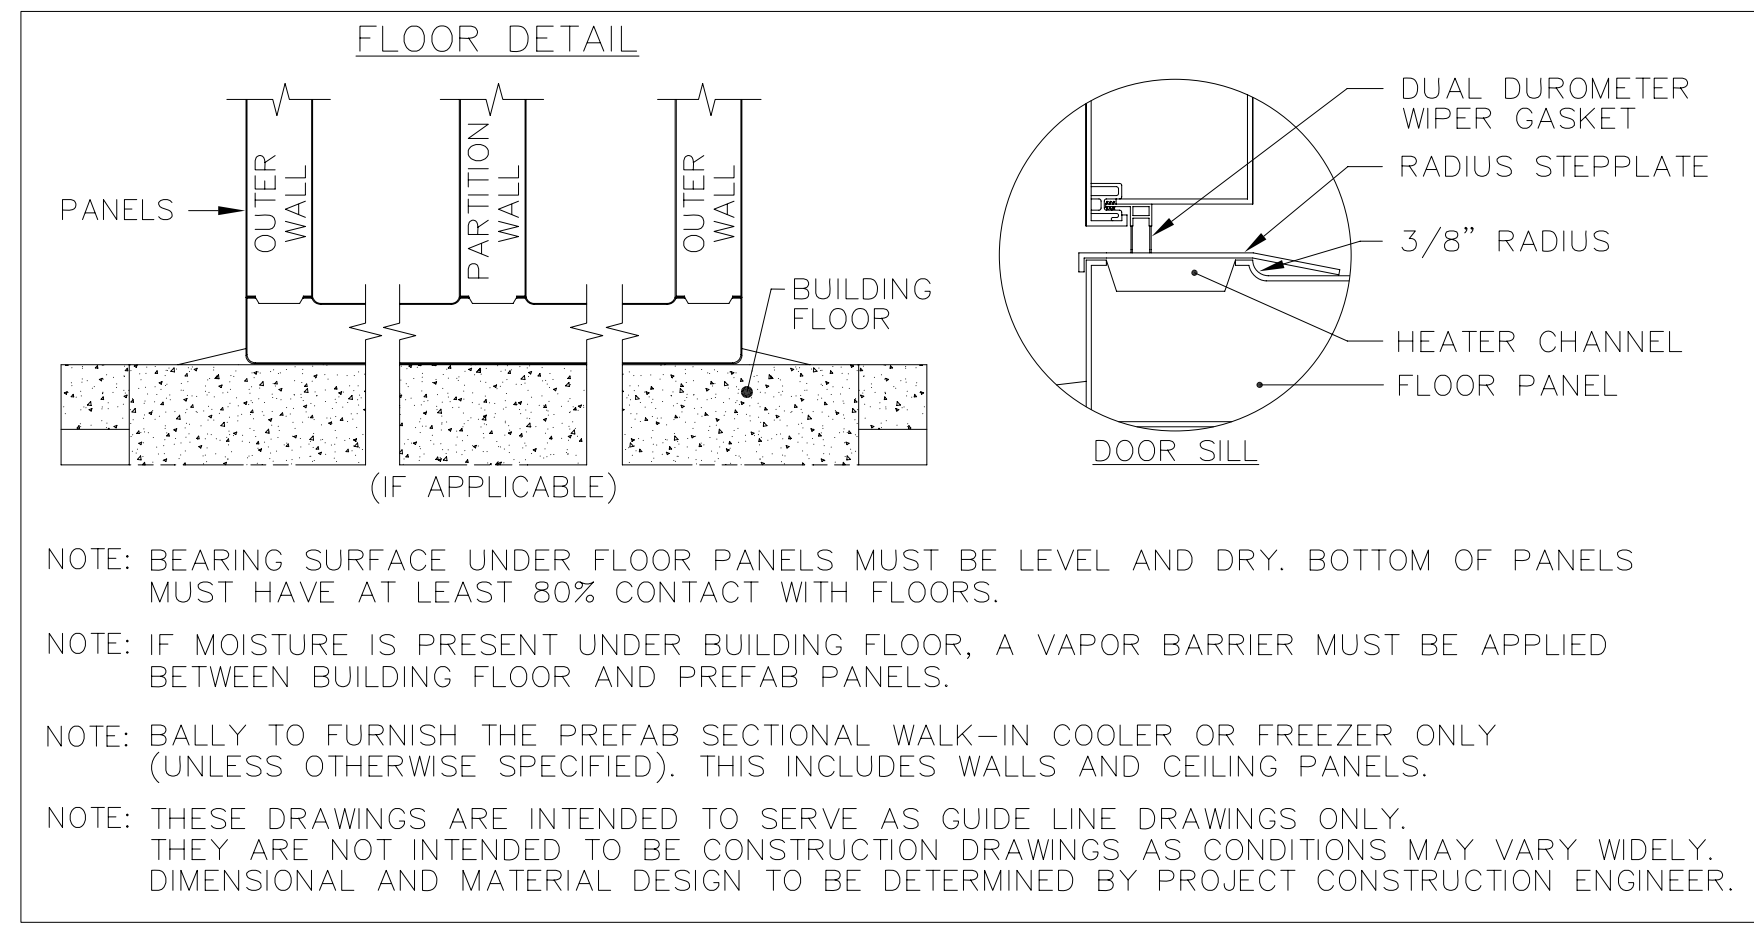 FLOOR DETAIL
PANELS
OUTER
WALL
PARTITION
WALL
OUTER
WALL
BUILDING
FLOOR
(IF APPLICABLE)
DUAL DUROMETER
WIPER GASKET
RADIUS STEPPLATE
3/8” RADIUS
HEATER CHANNEL
FLOOR PANEL
DOOR SILL
NOTE: BEARING SURFACE UNDER FLOOR PANELS MUST BE LEVEL AND DRY. BOTTOM OF PANELS
MUST HAVE AT LEAST 80% CONTACT WITH FLOORS.
NOTE: IF MOISTURE IS PRESENT UNDER BUILDING FLOOR, A VAPOR BARRIER MUST BE APPLIED
BETWEEN BUILDING FLOOR AND PREFAB PANELS.
NOTE: BALLY TO FURNISH THE PREFAB SECTIONAL WALK-IN COOLER OR FREEZER ONLY
(UNLESS OTHERWISE SPECIFIED). THIS INCLUDES WALLS AND CEILING PANELS.
NOTE: THESE DRAWINGS ARE INTENDED TO SERVE AS GUIDE LINE DRAWINGS ONLY.
THEY ARE NOT INTENDED TO BE CONSTRUCTION DRAWINGS AS CONDITIONS MAY VARY WIDELY.
DIMENSIONAL AND MATERIAL DESIGN TO BE DETERMINED BY PROJECT CONSTRUCTION ENGINEER.